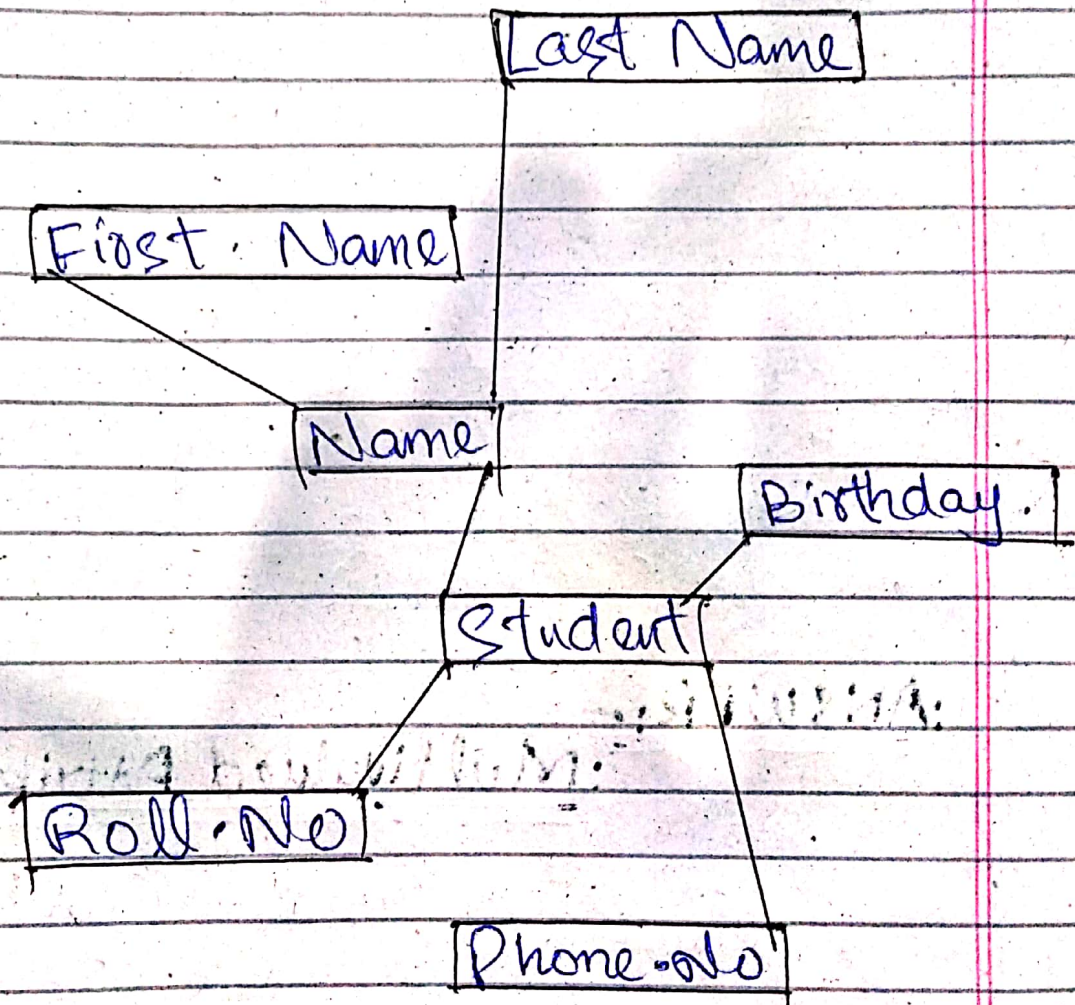 Last Name
First. Name
Name
Birthday.
Student
Roll.No
Phone.No